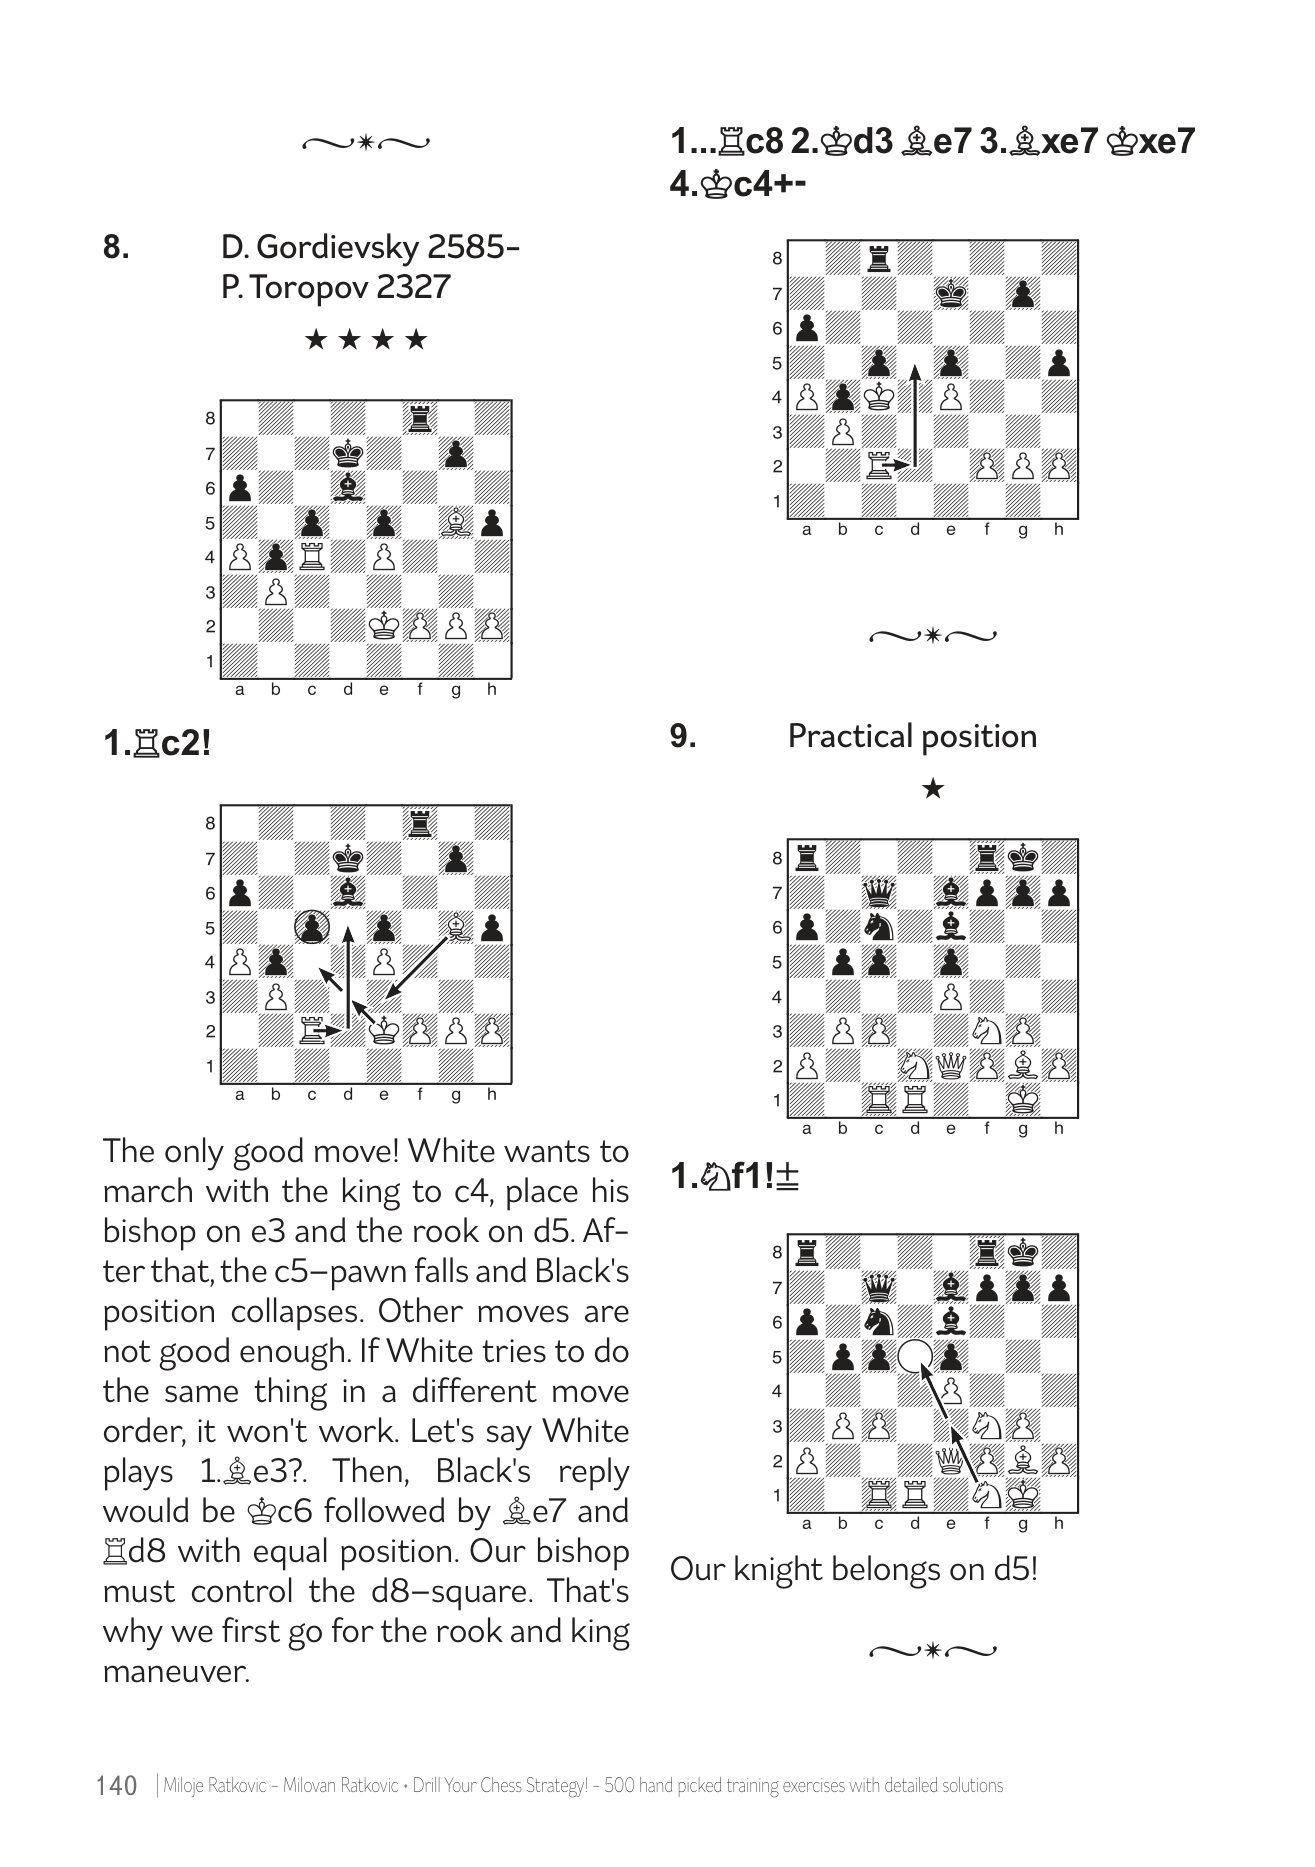 8. D. Gordievsky 2585–
P. Toropov 2327
★ ★ ★ ★
8
7
6
5
4
3
2
1
a b c d e f g h
1.♖c2!
8
7
6
5
4
3
2
1
a b c d e f g h
The only good move! White wants to
march with the king to c4, place his
bishop on e3 and the rook on d5. Af–
ter that, the c5–pawn falls and Black's
position collapses. Other moves are
not good enough. If White tries to do
the same thing in a different move
order, it won't work. Let's say White
plays 1.♗e3?. Then, Black's reply
would be ♔c6 followed by ♗e7 and
♖d8 with equal position. Our bishop
must control the d8–square. That's
why we first go for the rook and king
maneuver.
1...♖c8 2.♔d3 ♗e7 3.♗xe7 ♔xe7
4.♔c4+-
8
7
6
5
4
3
2
1
a b c d e f g h
9. Practical position
★
8
7
6
5
4
3
2
1
a b c d e f g h
1.♘f1!±
8
7
6
5
4
3
2
1
a b c d e f g h
Our knight belongs on d5!
140 | Miloje Ratkovic – Milovan Ratkovic • Drill Your Chess Strategy! – 500 hand picked training exercises with detailed solutions